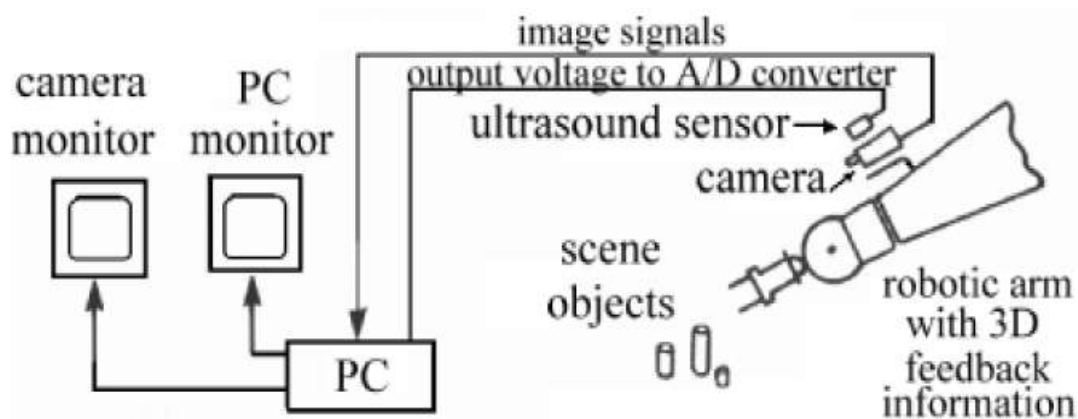 image signals
output voltage to A/D converter
camera
monitor
PC
monitor
ultrasound sensor
camera
scene
objects
robotic arm
with 3D
feedback
information
PC